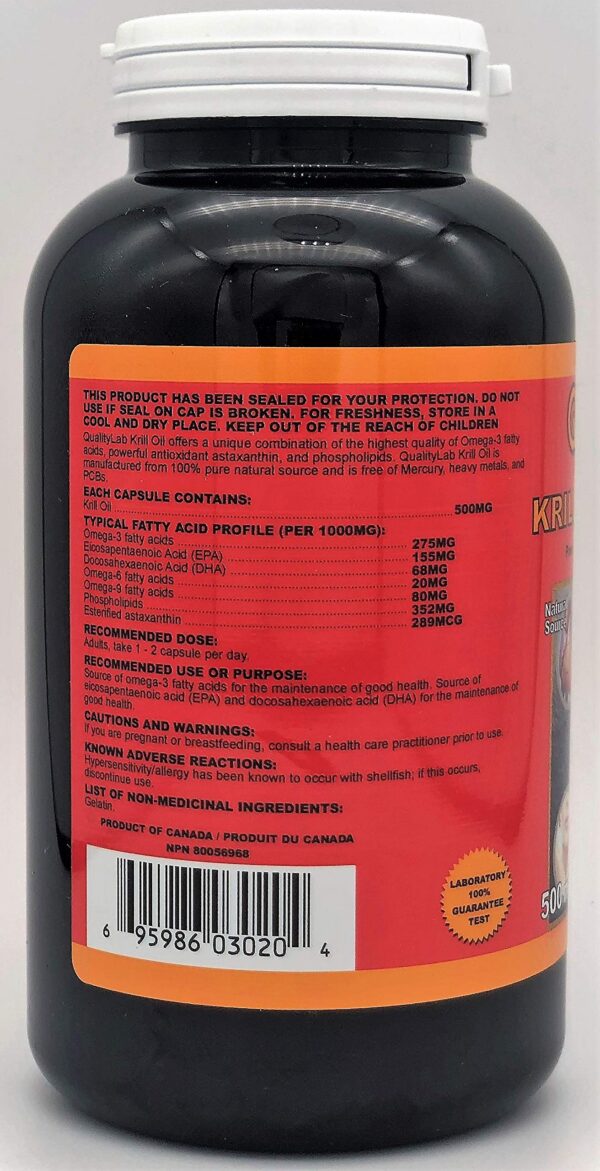 THIS PRODUCT HAS BEEN SEALED FOR YOUR PROTECTION. DO NOT
USE IF SEAL ON CAP IS BROKEN. FOR FRESHNESS, STORE IN A
COOL AND DRY PLACE. KEEP OUT OF THE REACH OF CHILDREN
QualityLab Krill Oil offers a unique combination of the highest quality of Omega-3 fatty
acids, powerful antioxidant astaxanthin, and phospholipids. QualityLab Krill Oil is
manufactured from 100% pure natural source and is free of Mercury, heavy metals, and
PCBs.
EACH CAPSULE CONTAINS:
Krill Oil 500MG
TYPICAL FATTY ACID PROFILE (PER 1000MG):
Omega-3 fatty acids 275MG
Eicosapentaenoic Acid (EPA) 155MG
Docosahexaenoic Acid (DHA) 68MG
Omega-6 fatty acids 20MG
Omega-9 fatty acids 80MG
Phospholipids 352MG
Esterified astaxanthin 289MCG
RECOMMENDED DOSE:
Adults, take 1 - 2 capsule per day.
RECOMMENDED USE OR PURPOSE:
Source of omega-3 fatty acids for the maintenance of good health. Source of
eicosapentaenoic acid (EPA) and docosahexaenoic acid (DHA) for the maintenance of
good health.
CAUTIONS AND WARNINGS:
If you are pregnant or breastfeeding, consult a health care practitioner prior to use.
KNOWN ADVERSE REACTIONS:
Hypersensitivity/allergy has been known to occur with shellfish; if this occurs,
discontinue use.
LIST OF NON-MEDICINAL INGREDIENTS:
Gelatin.
PRODUCT OF CANADA / PRODUIT DU CANADA
NPN 80056968
6 95986 03020 4
LABORATORY
100%
GUARANTEE
TEST
KRIL
Natural
Source
500